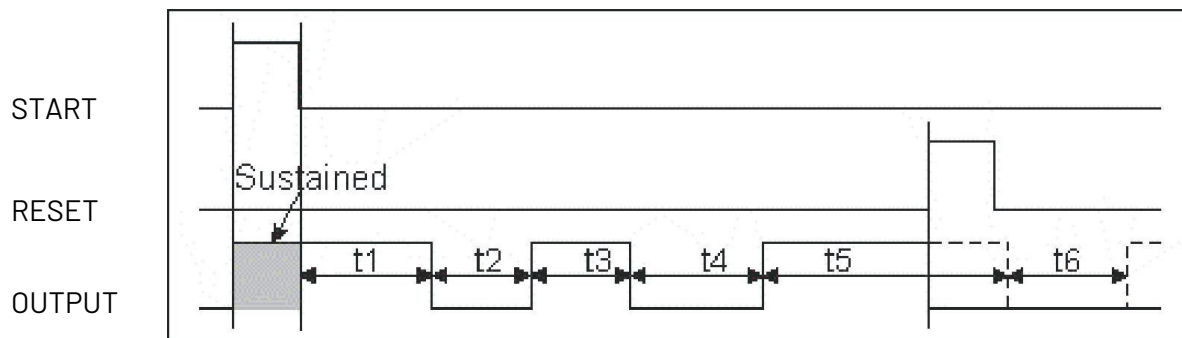 START
Sustained
RESET
t1 t2 t3 t4 t5 t6
OUTPUT